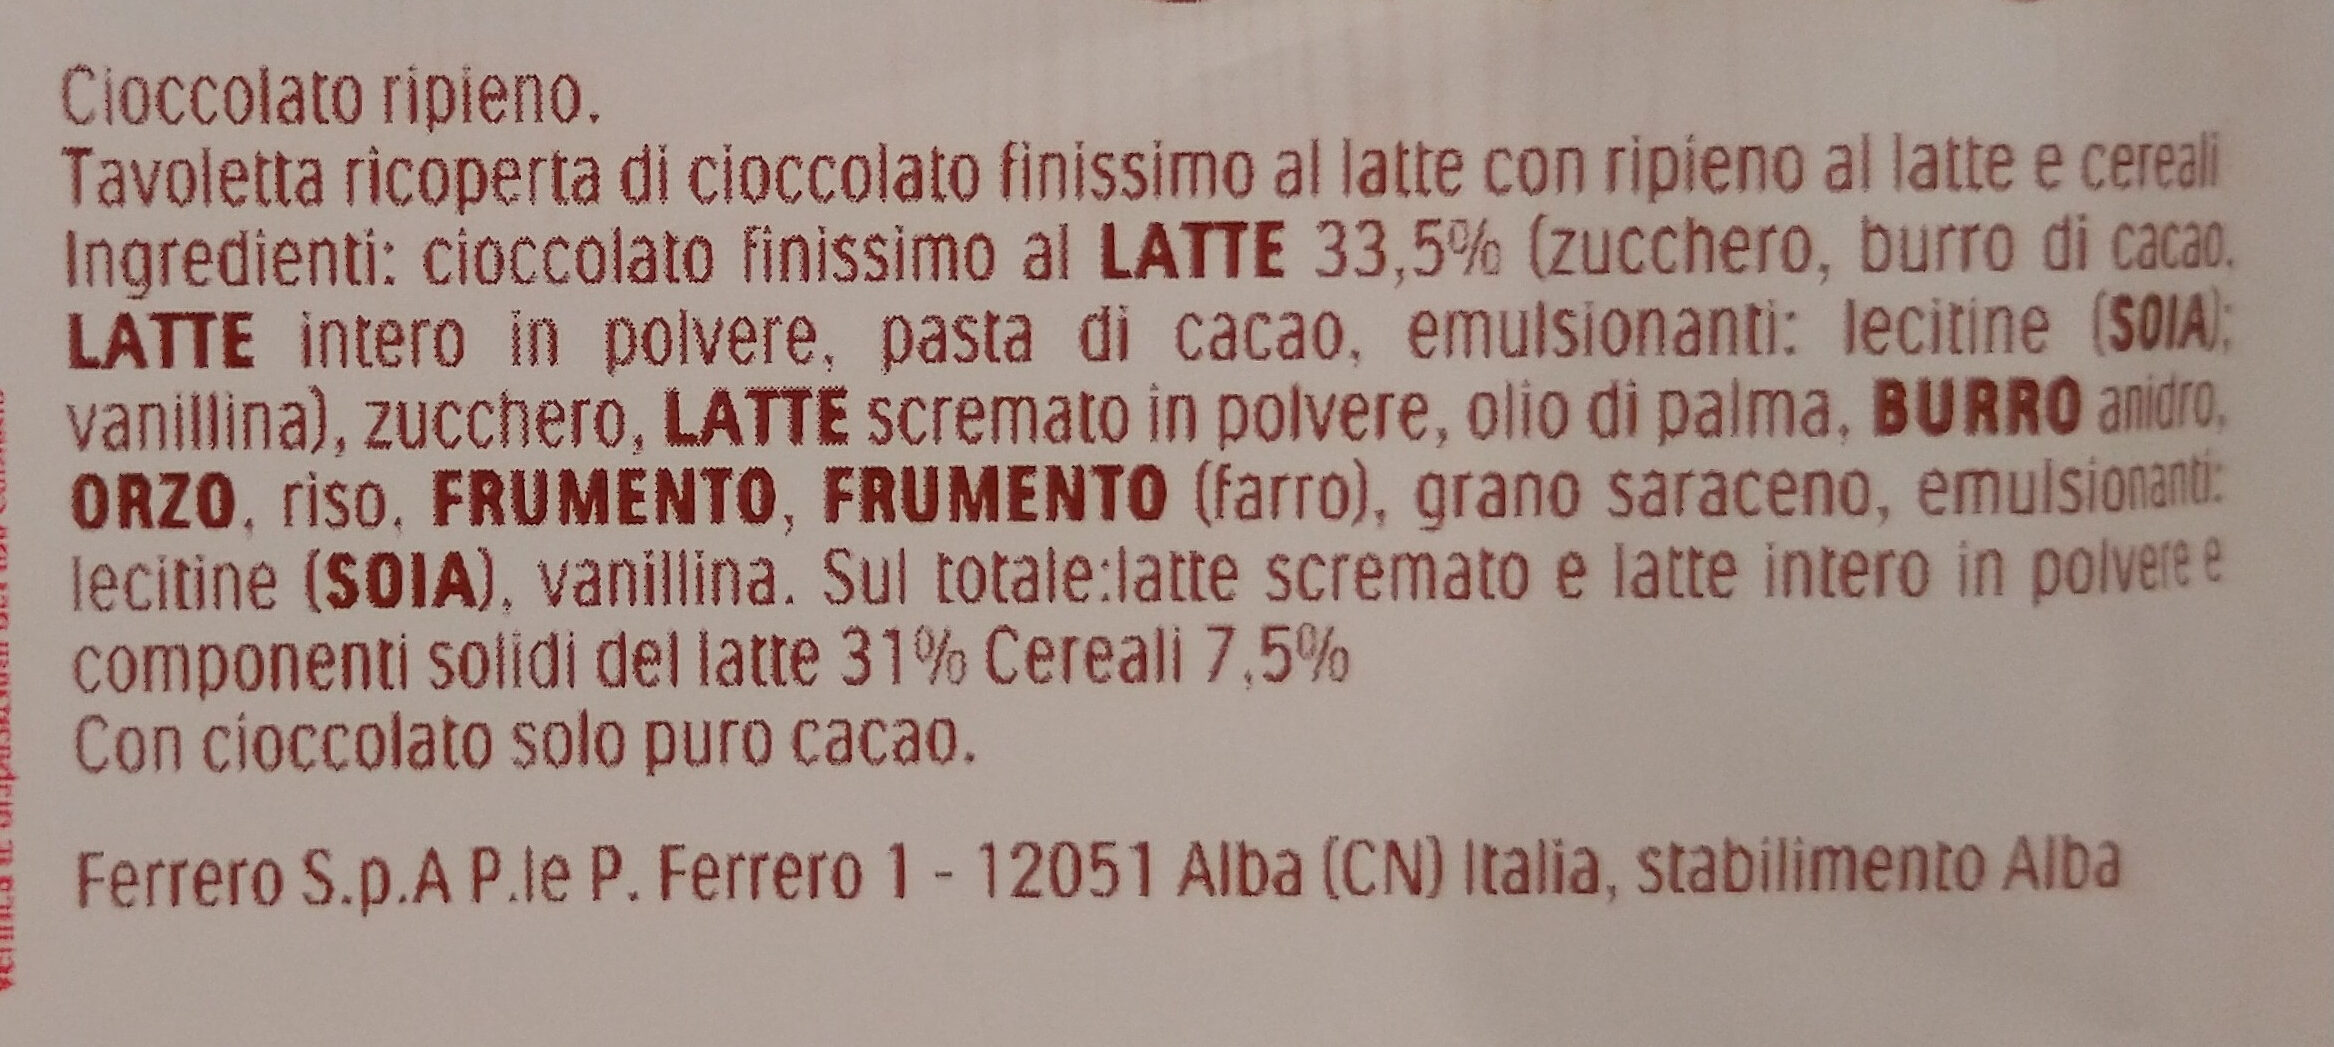 Cioccolato ripieno.
Tavoletta ricoperta di cioccolato finissimo al latte con ripieno al latte e cereali
Ingredienti: cioccolato finissimo al LATTE 33,5% (zucchero, burro di cacao,
LATTE intero in polvere, pasta di cacao, emulsionanti: lecitine (SOIA);
vanillina), zucchero, LATTE scremato in polvere, olio di palma, BURRO anidro,
ORZO, riso, FRUMENTO, FRUMENTO (farro), grano saraceno, emulsionanti:
lecitine (SOIA), vanillina. Sul totale:latte scremato e latte intero in polvere e
componenti solidi del latte 31% Cereali 7,5%
Con cioccolato solo puro cacao.
Ferrero S.p.A P.le P. Ferrero 1 - 12051 Alba (CN) Italia, stabilimento Alba